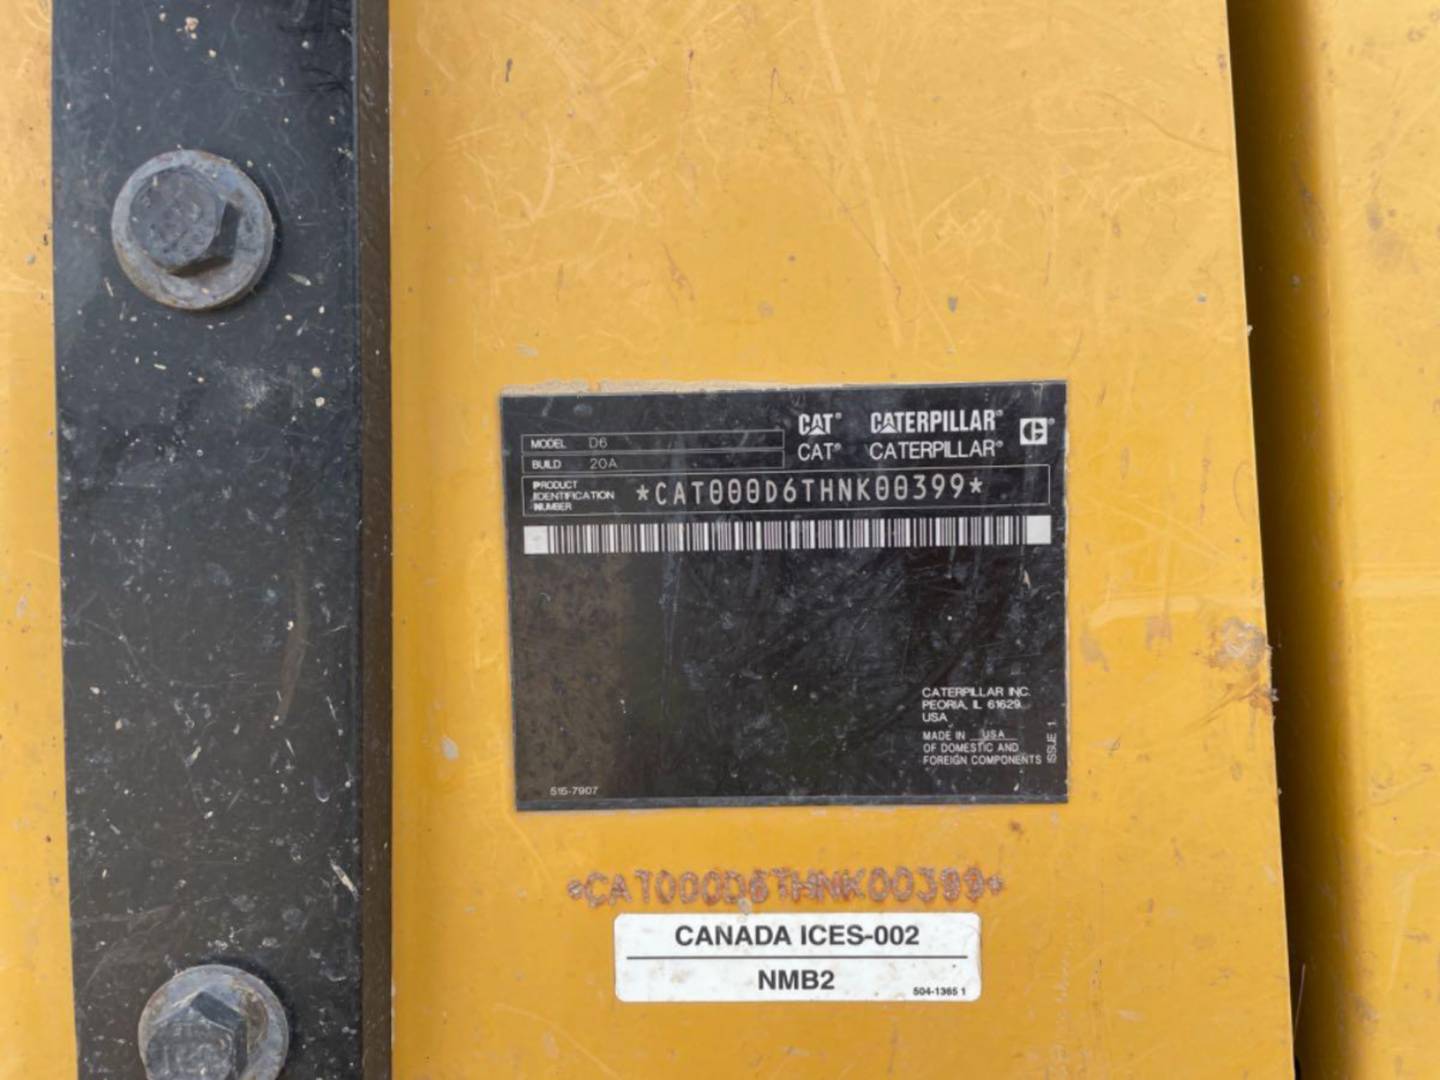 CAT® CATERPILLAR®
CAT® CATERPILLAR®
MODEL D6
BUILD 20A
PRODUCT
IDENTIFICATION
NUMBER
*CAT000D6THNK00399*
CATERPILLAR INC.
PEORIA, IL 61629
USA
MADE IN USA
OF DOMESTIC AND
FOREIGN COMPONENTS
ISSUE 1
515-7907
*CAT000D6THNK00399*
CANADA ICES-002
NMB2
504-1365 1